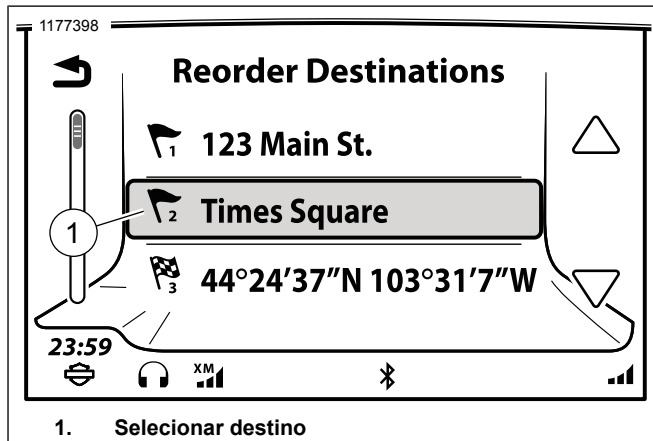 1177398
Reorder Destinations
1 123 Main St.
2 Times Square
1
3 44°24'37"N 103°31'7"W
23:59
XM
1. Selecionar destino